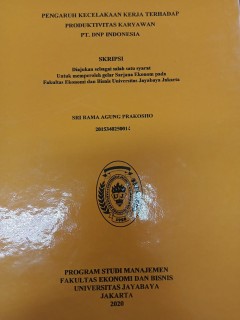 PENGARUH KECELAKAAN KERJA TERHADAP
PRODUKTIVITAS KARYAWAN
PT. DNP INDONESIA
SKRIPSI
Diajukan sebagai salah satu syarat
Untuk memperoleh gelar Sarjana Ekonomi pada
Fakultas Ekonomi dan Bisnis Universitas Jayabaya Jakarta
SRI RAMA AGUNG PRAKOSHO
PROGRAM STUDI MANAJEMEN
FAKULTAS EKONOMI DAN BISNIS
UNIVERSITAS JAYABAYA
JAKARTA
2020